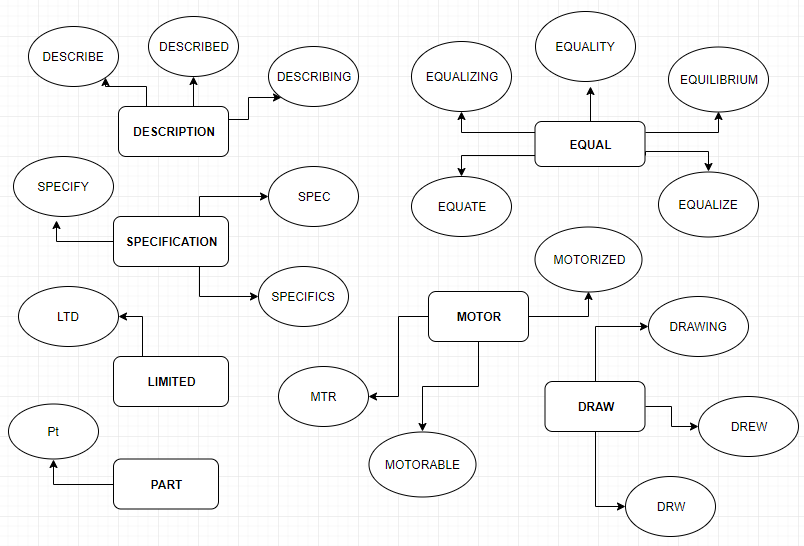 DESCRIBE
DESCRIBED
DESCRIBING
DESCRIPTION
EQUALIZING
EQUALITY
EQUILIBRIUM
EQUAL
EQUATE
EQUALIZE
SPECIFY
SPEC
SPECIFICATION
SPECIFICS
MOTORIZED
LTD
LIMITED
MOTOR
MTR
MOTORABLE
DRAWING
DRAW
DREW
DRW
Pt
PART